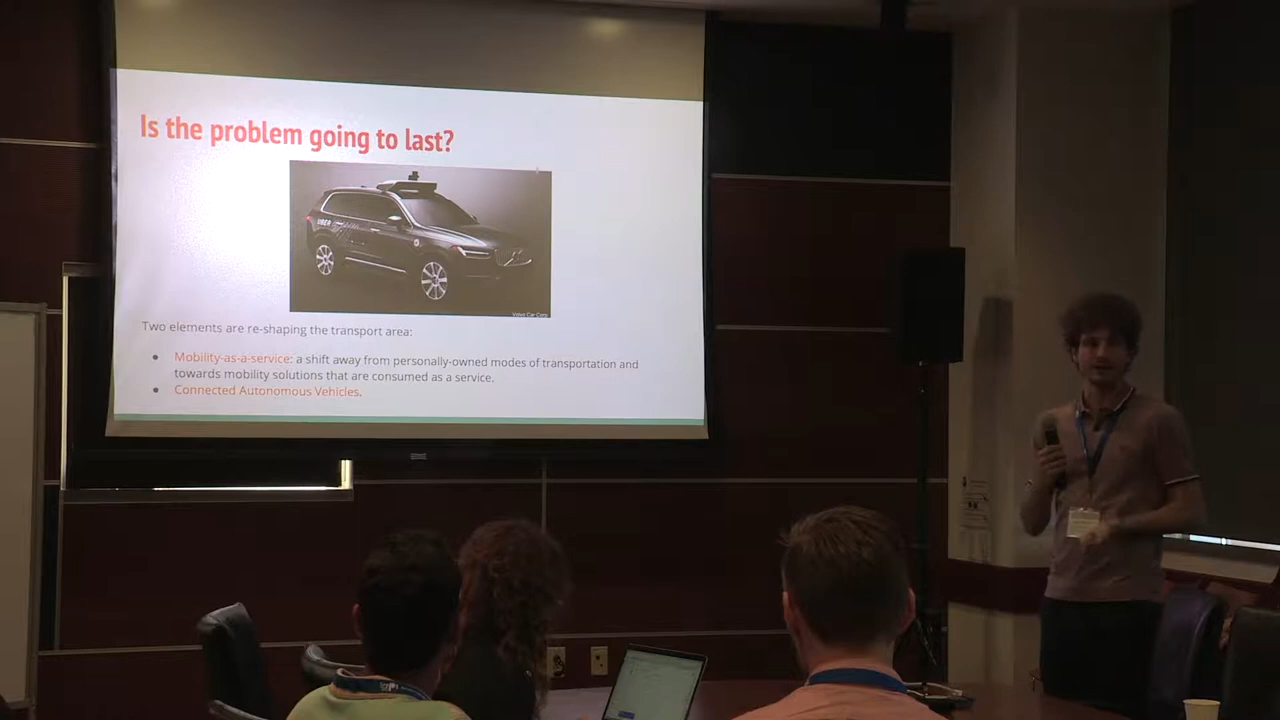 Is the problem going to last?
UBER
Volvo Car Corp.
Two elements are re-shaping the transport area:
● Mobility-as-a-service: a shift away from personally-owned modes of transportation and
towards mobility solutions that are consumed as a service.
● Connected Autonomous Vehicles.